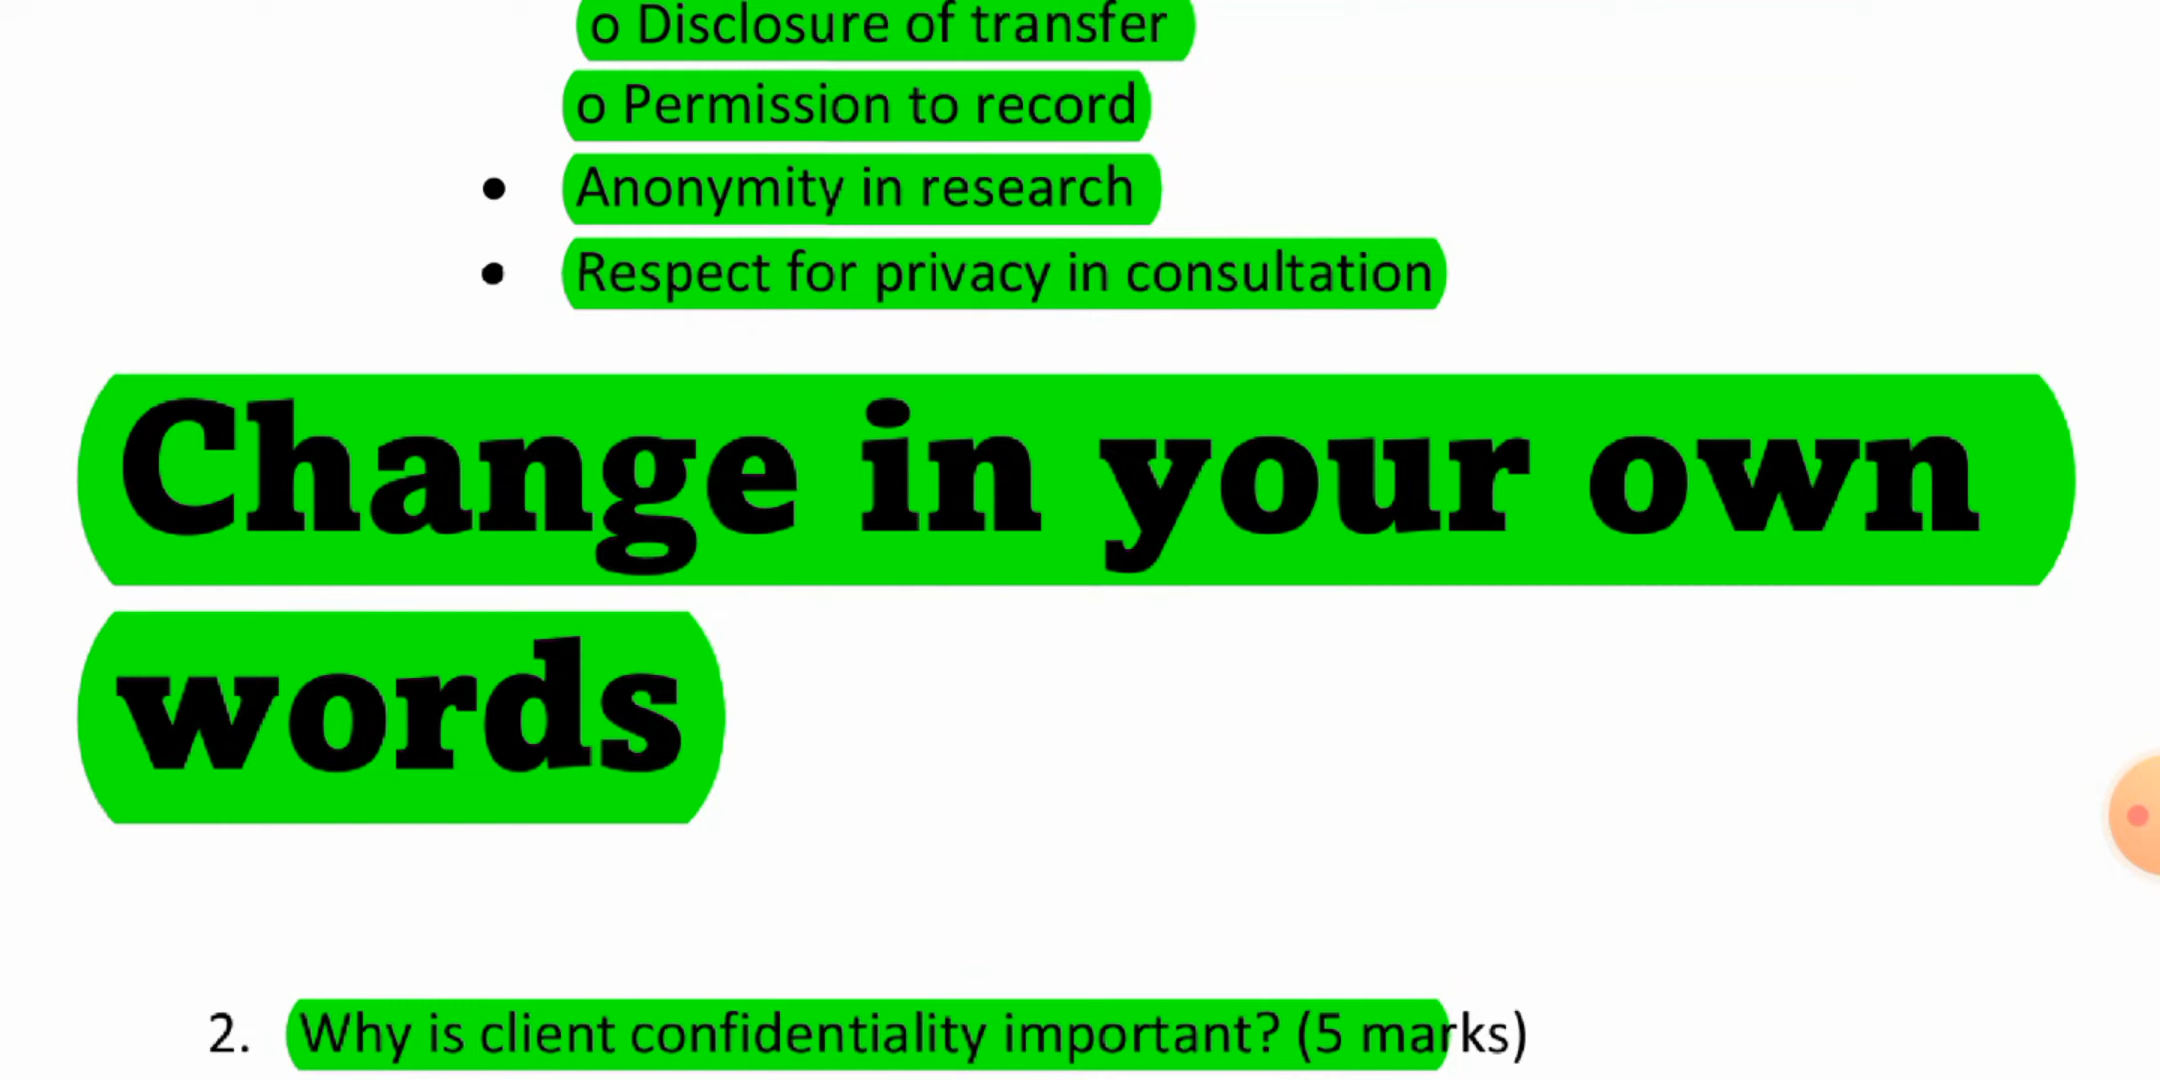 o Disclosure of transfer
o Permission to record
• Anonymity in research
• Respect for privacy in consultation
Change in your own
words
2. Why is client confidentiality important? (5 marks)